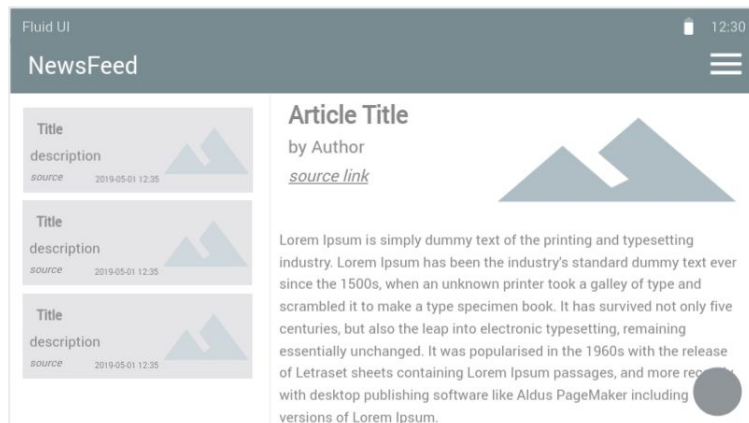 Fluid UI
12:30
NewsFeed
Title
description
source 2019-05-01 12:35
Title
description
source 2019-05-01 12:35
Title
description
source 2019-05-01 12:35
Article Title
by Author
source link
Lorem Ipsum is simply dummy text of the printing and typesetting
industry. Lorem Ipsum has been the industry's standard dummy text ever
since the 1500s, when an unknown printer took a galley of type and
scrambled it to make a type specimen book. It has survived not only five
centuries, but also the leap into electronic typesetting, remaining
essentially unchanged. It was popularised in the 1960s with the release
of Letraset sheets containing Lorem Ipsum passages, and more
with desktop publishing software like Aldus PageMaker including
versions of Lorem Ipsum.